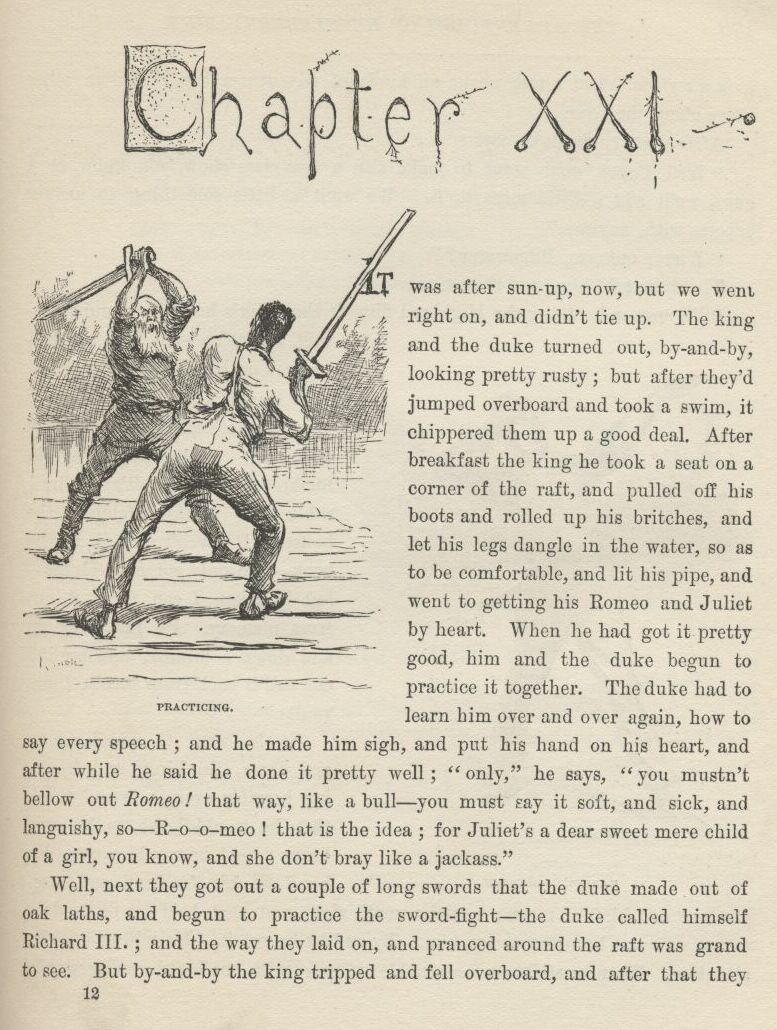 Chapter XXI.
IT was after sun-up, now, but we went
right on, and didn't tie up. The king
and the duke turned out, by-and-by,
looking pretty rusty; but after they'd
jumped overboard and took a swim, it
chippered them up a good deal. After
breakfast the king he took a seat on a
corner of the raft, and pulled off his
boots and rolled up his britches, and
let his legs dangle in the water, so as
to be comfortable, and lit his pipe, and
went to getting his Romeo and Juliet
by heart. When he had got it pretty
good, him and the duke begun to
practice it together. The duke had to
learn him over and over again, how to
PRACTICING.
say every speech; and he made him sigh, and put his hand on his heart, and
after while he said he done it pretty well; "only," he says, "you mustn't
bellow out Romeo! that way, like a bull—you must say it soft, and sick, and
languishy, so—R-o-o-meo! that is the idea; for Juliet's a dear sweet mere child
of a girl, you know, and she don't bray like a jackass."
Well, next they got out a couple of long swords that the duke made out of
oak laths, and begun to practice the sword-fight—the duke called himself
Richard III.; and the way they laid on, and pranced around the raft was grand
to see. But by-and-by the king tripped and fell overboard, and after that they
12